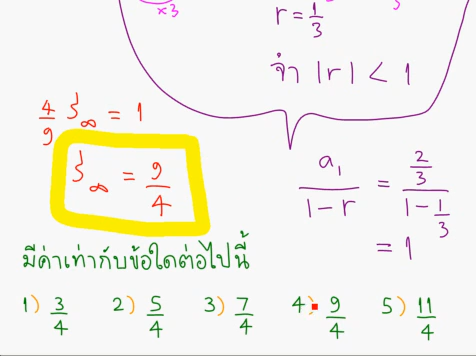 x3
3
r = 1/3
จำ |r| < 1
4/9 S∞ = 1
S∞ = 9/4
a₁/(1-r) = (2/3)/(1-1/3)
= 1
มีค่าเท่ากับข้อใดต่อไปนี้
1) 3/4 2) 5/4 3) 7/4 4) 9/4 5) 11/4